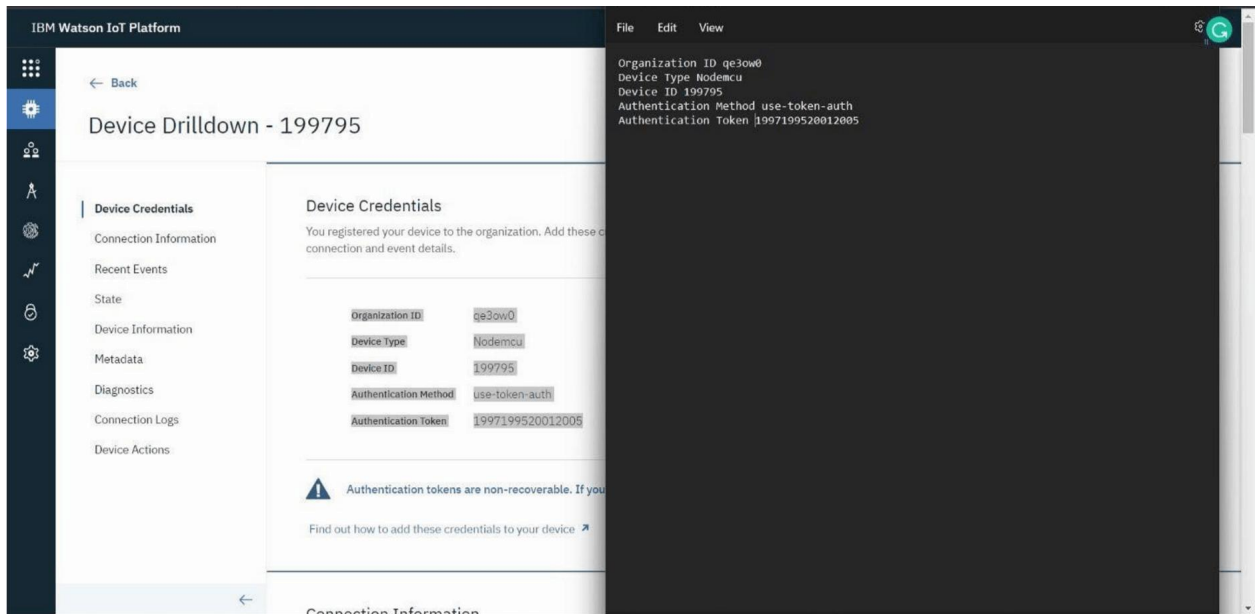 IBM Watson IoT Platform
← Back
Device Drilldown - 199795
Device Credentials
Connection Information
Recent Events
State
Device Information
Metadata
Diagnostics
Connection Logs
Device Actions
←
Device Credentials
You registered your device to the organization. Add these c
connection and event details.
Organization ID qe3ow0
Device Type Nodemcu
Device ID 199795
Authentication Method use-token-auth
Authentication Token 1997199520012005
Authentication tokens are non-recoverable. If you
Find out how to add these credentials to your device
Connection Information
File Edit View
Organization ID qe3ow0
Device Type Nodemcu
Device ID 199795
Authentication Method use-token-auth
Authentication Token 1997199520012005